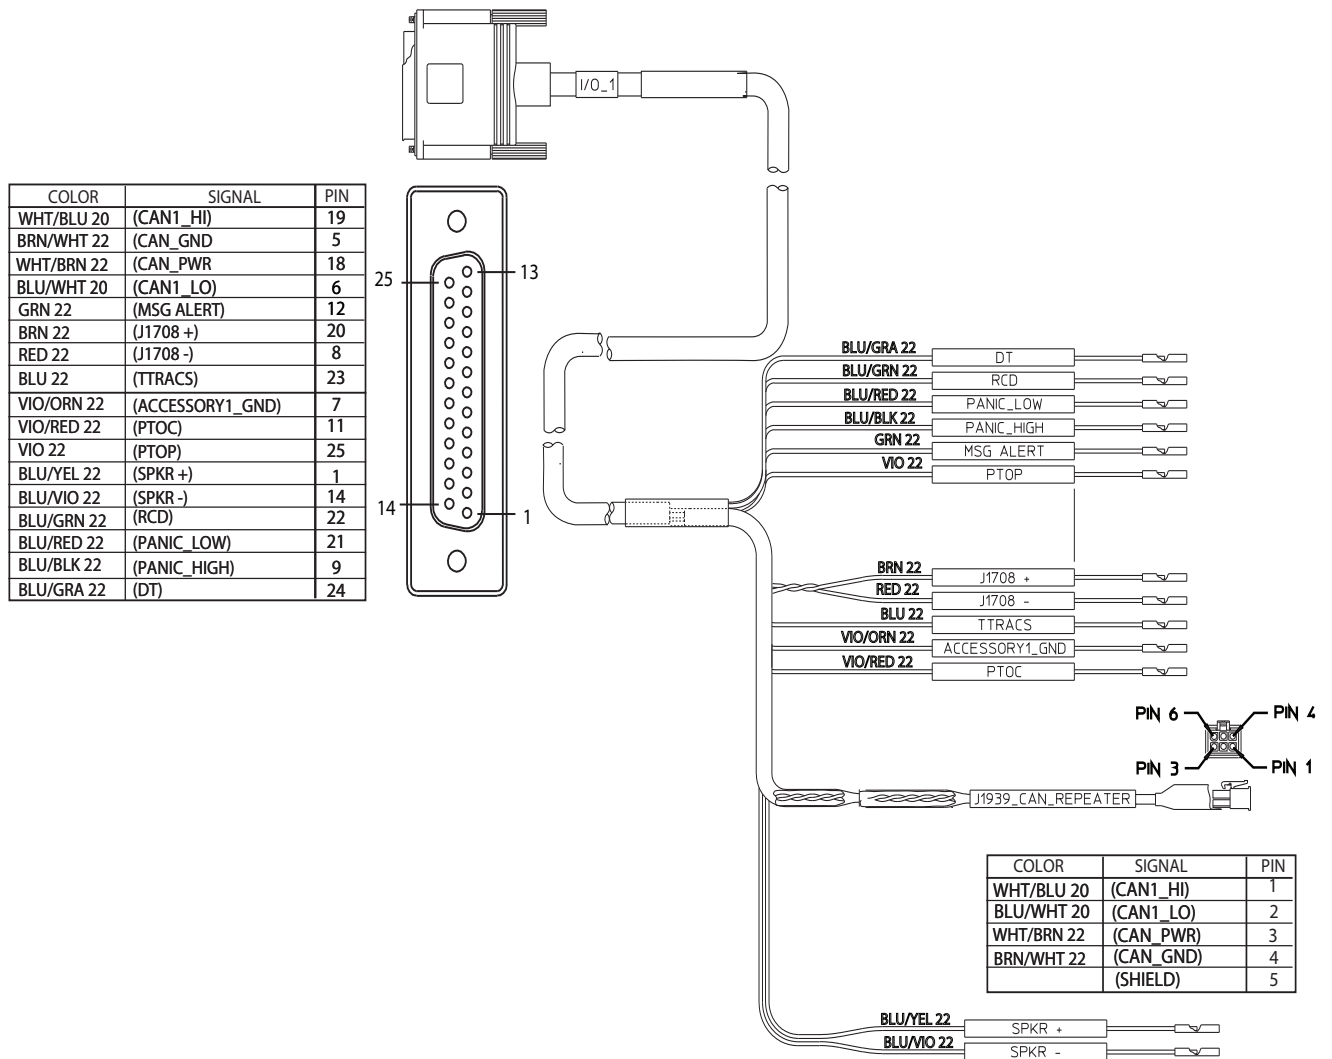 I/O_1
COLOR SIGNAL PIN
WHT/BLU 20 (CAN1_HI) 19
BRN/WHT 22 (CAN_GND 5
WHT/BRN 22 (CAN_PWR 18
BLU/WHT 20 (CAN1_LO) 6
GRN 22 (MSG ALERT) 12
BRN 22 (J1708 +) 20
RED 22 (J1708 -) 8
BLU 22 (TTRACS) 23
VIO/ORN 22 (ACCESSORY1_GND) 7
VIO/RED 22 (PTOC) 11
VIO 22 (PTOP) 25
BLU/YEL 22 (SPKR +) 1
BLU/VIO 22 (SPKR -) 14
BLU/GRN 22 (RCD) 22
BLU/RED 22 (PANIC_LOW) 21
BLU/BLK 22 (PANIC_HIGH) 9
BLU/GRA 22 (DT) 24
25 13
14 1
BLU/GRA 22 DT
BLU/GRN 22 RCD
BLU/RED 22 PANIC_LOW
BLU/BLK 22 PANIC_HIGH
GRN 22 MSG ALERT
VIO 22 PTOP
BRN 22 J1708 +
RED 22 J1708 -
BLU 22 TTRACS
VIO/ORN 22 ACCESSORY1_GND
VIO/RED 22 PTOC
PIN 6 PIN 4
PIN 3 PIN 1
J1939_CAN_REPEATER
COLOR SIGNAL PIN
WHT/BLU 20 (CAN1_HI) 1
BLU/WHT 20 (CAN1_LO) 2
WHT/BRN 22 (CAN_PWR) 3
BRN/WHT 22 (CAN_GND) 4
(SHIELD) 5
BLU/YEL 22 SPKR +
BLU/VIO 22 SPKR -